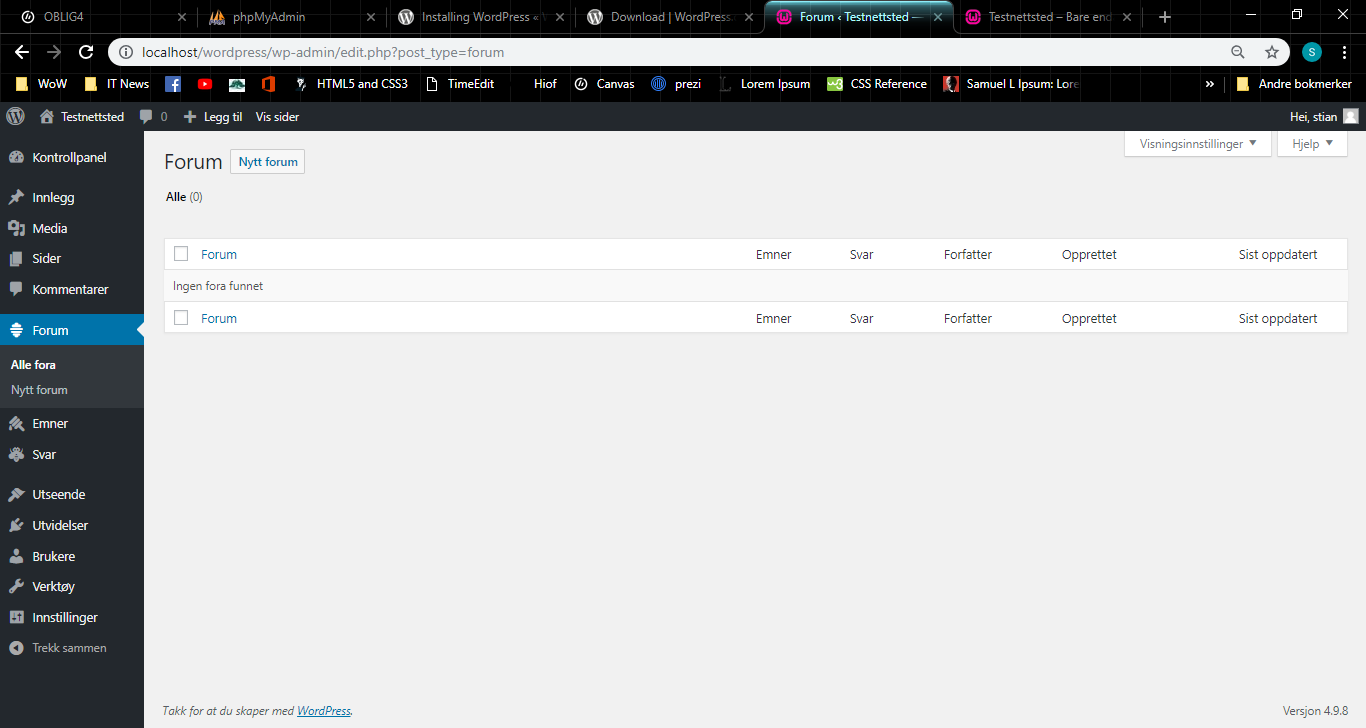 OBLIG4 phpMyAdmin Installing WordPress « Download | WordPress Forum ‹ Testnettsted — Testnettsted – Bare end
localhost/wordpress/wp-admin/edit.php?post_type=forum S
WoW IT News HTML5 and CSS3 TimeEdit Hiof Canvas prezi Lorem Ipsum CSS Reference Samuel L Ipsum: Lore » Andre bokmerker
Testnettsted 0 Legg til Vis sider Hei, stian
Visningsinnstillinger Hjelp
Kontrollpanel
Innlegg
Media
Sider
Kommentarer
Forum
Alle fora
Nytt forum
Emner
Svar
Utseende
Utvidelser
Brukere
Verktøy
Innstillinger
Trekk sammen
Forum Nytt forum
Alle (0)
Forum Emner Svar Forfatter Opprettet Sist oppdatert
Ingen fora funnet
Forum Emner Svar Forfatter Opprettet Sist oppdatert
Takk for at du skaper med WordPress. Versjon 4.9.8